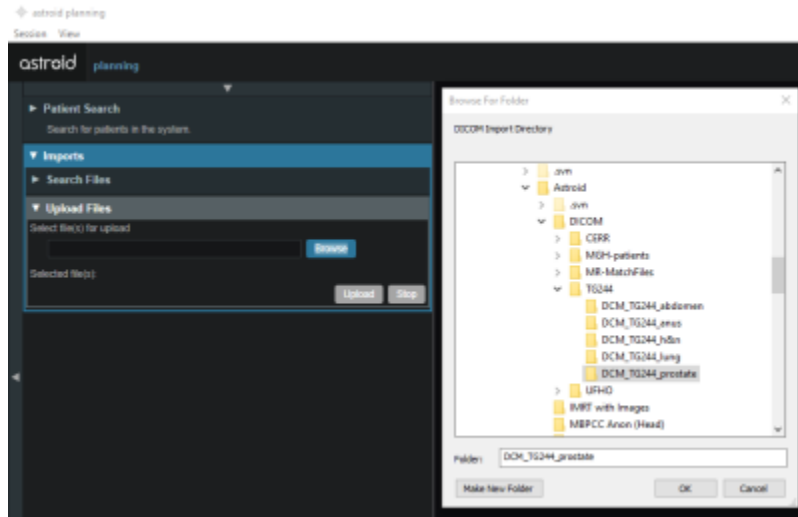 astroid planning
Session View
astroid planning
Patient Search
Search for patients in the system.
Imports
Search Files
Upload Files
Select file(s) for upload
Browse
Selected file(s):
Upload Stop
Browse For Folder
DICOM Import Directory
.svn
Astroid
.svn
DICOM
CERR
MGH-patients
MR-MatchFiles
TG244
DCM_TG244_abdomen
DCM_TG244_anus
DCM_TG244_h&n
DCM_TG244_lung
DCM_TG244_prostate
UFHO
IMRT with Images
MBPCC Anon (Head)
Folder: DCM_TG244_prostate
Make New Folder OK Cancel